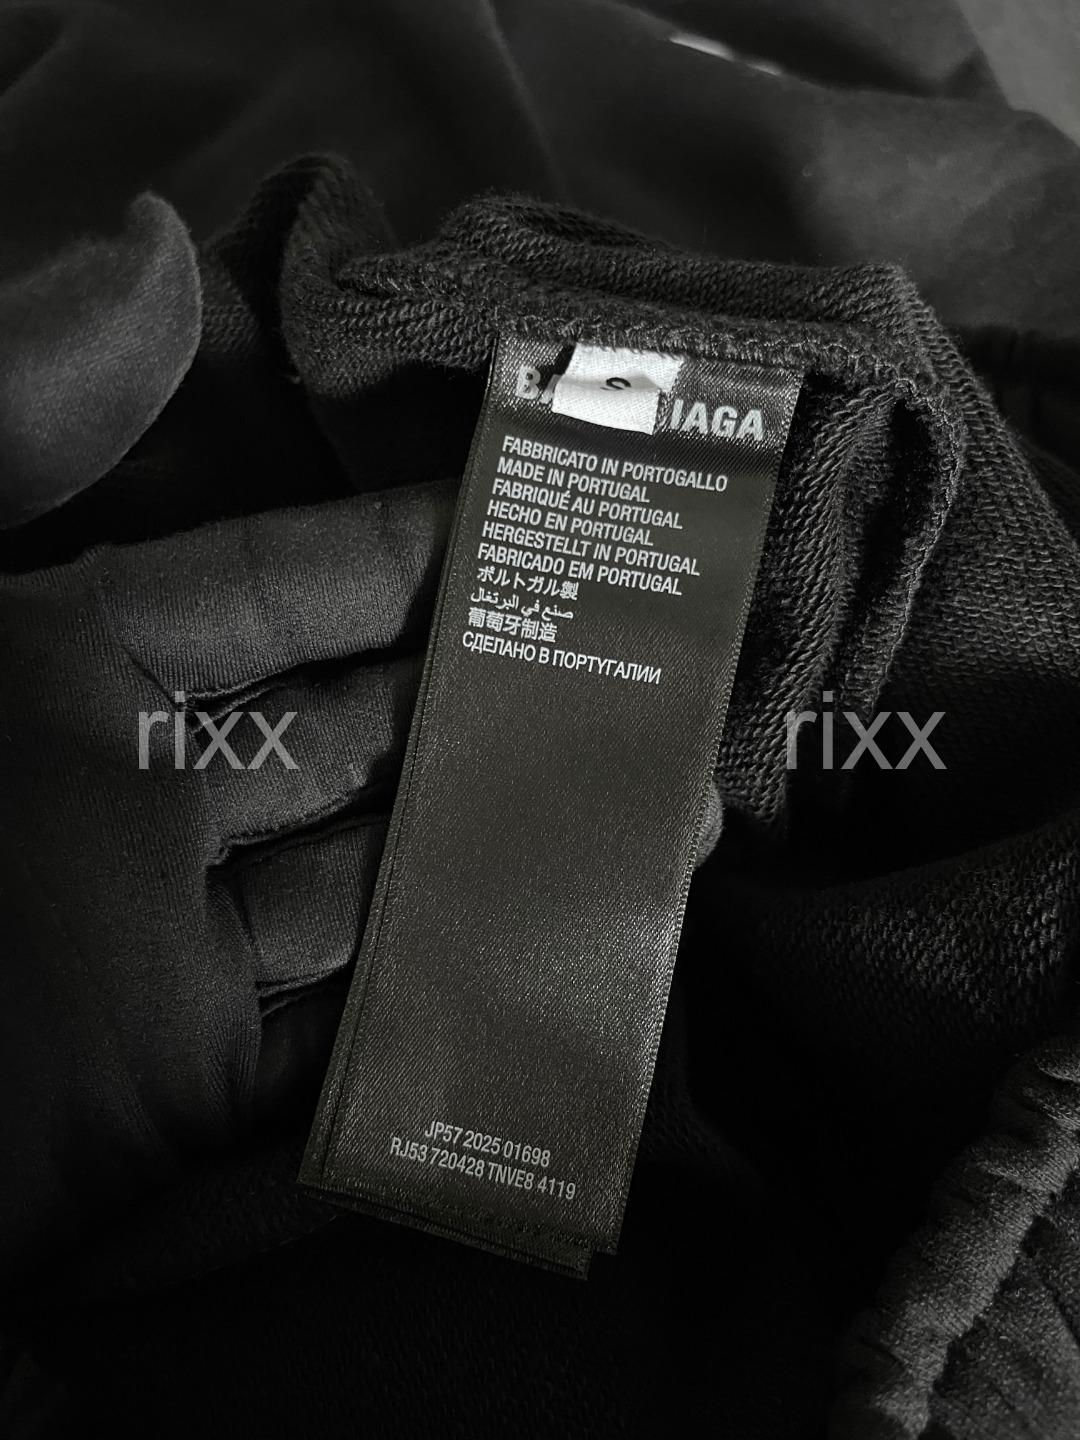 S
BA IAGA
FABBRICATO IN PORTOGALLO
MADE IN PORTUGAL
FABRIQUÉ AU PORTUGAL
HECHO EN PORTUGAL
HERGESTELLT IN PORTUGAL
FABRICADO EM PORTUGAL
ポルトガル製
صنع في البرتغال
葡萄牙制造
СДЕЛАНО В ПОРТУГАЛИИ
rixx rixx
JP57 2025 01698
RJ53 720428 TNVE8 4119